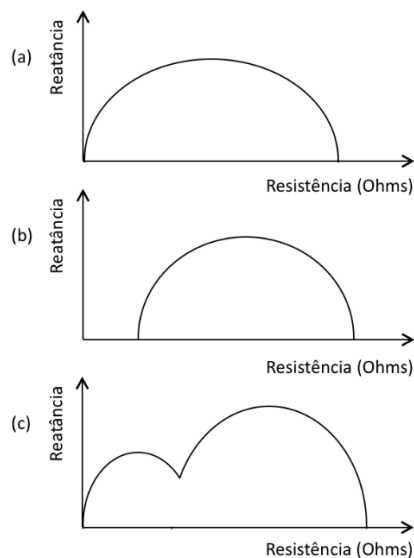 (a)
Reatância
Resistência (Ohms)
(b)
Reatância
Resistência (Ohms)
(c)
Reatância
Resistência (Ohms)